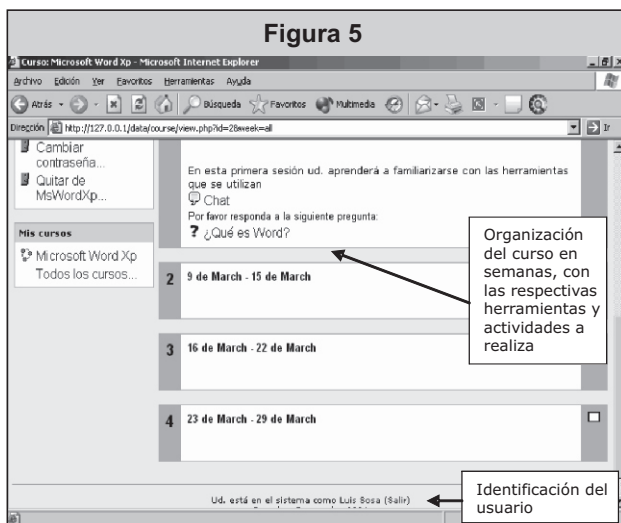 Figura 5
Curso: Microsoft Word Xp - Microsoft Internet Explorer
Archivo Edición Ver Favoritos Herramientas Ayuda
Atrás Búsqueda Favoritos Multimedia
Dirección http://127.0.0.1/data/course/view.php?id=2&week=all Ir
Cambiar
contraseña...
Quitar de
MsWordXp...
Mis cursos
Microsoft Word Xp
Todos los cursos...
En esta primera sesión ud. aprenderá a familiarizarse con las herramientas
que se utilizan
Chat
Por favor responda a la siguiente pregunta:
? ¿Qué es Word?
2 9 de March - 15 de March
3 16 de March - 22 de March
4 23 de March - 29 de March
Organización
del curso en
semanas, con
las respectivas
herramientas y
actividades a
realiza
Ud. está en el sistema como Luis Sosa (Salir)
Identificación del
usuario